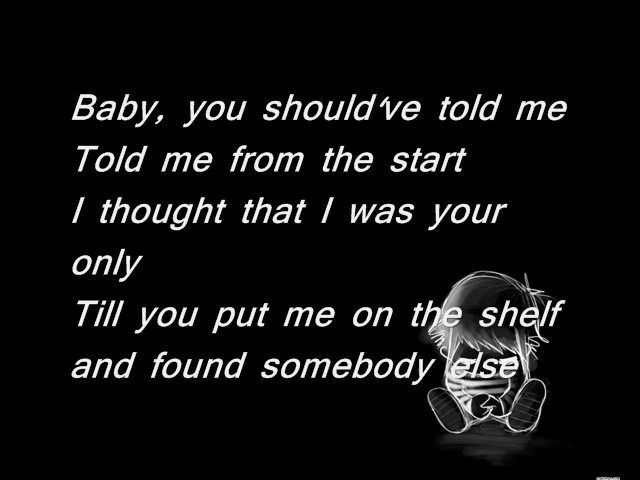 Baby, you should've told me
Told me from the start
I thought that I was your
only
Till you put me on the shelf
and found somebody else